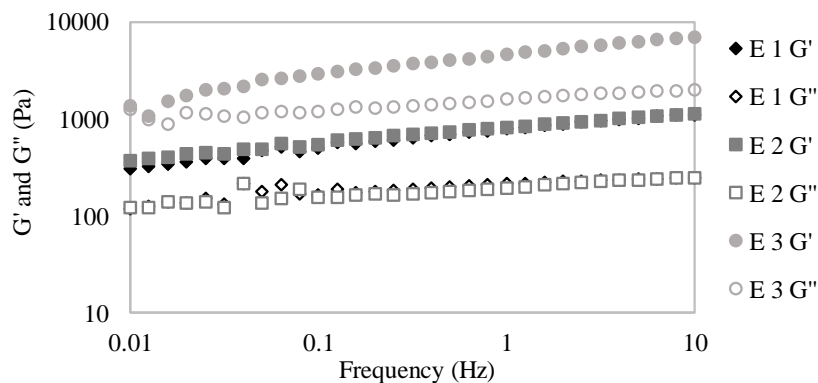 10000
1000
100
10
G' and G'' (Pa)
0.01
0.1
1
10
Frequency (Hz)
E 1 G'
E 1 G"
E 2 G'
E 2 G''
E 3 G'
E 3 G''